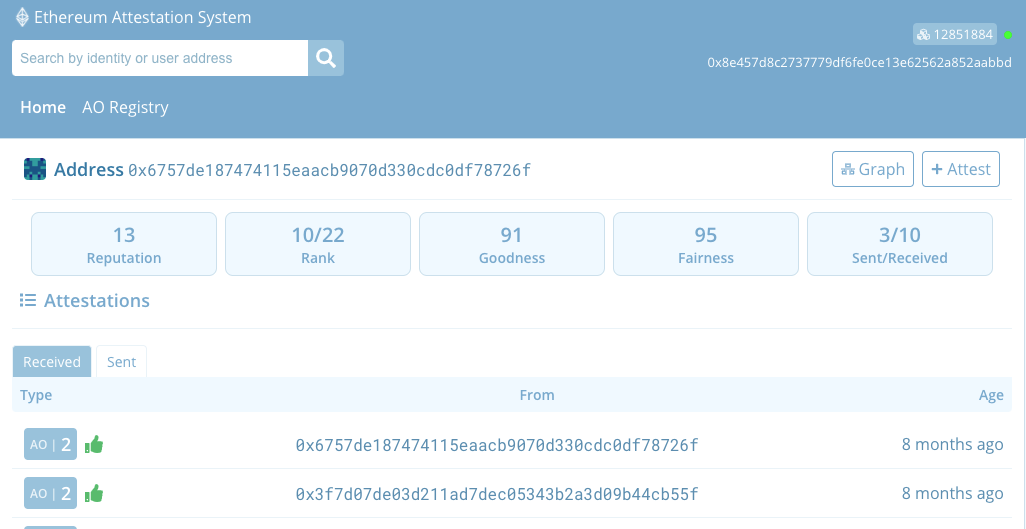 Ethereum Attestation System
Search by identity or user address
12851884
0x8e457d8c2737779df6fe0ce13e62562a852aabbd
Home AO Registry
Address 0x6757de187474115eaacb9070d330cdc0df78726f
Graph
Attest
13
Reputation
10/22
Rank
91
Goodness
95
Fairness
3/10
Sent/Received
Attestations
Received Sent
Type From Age
AO | 2 0x6757de187474115eaacb9070d330cdc0df78726f 8 months ago
AO | 2 0x3f7d07de03d211ad7dec05343b2a3d09b44cb55f 8 months ago